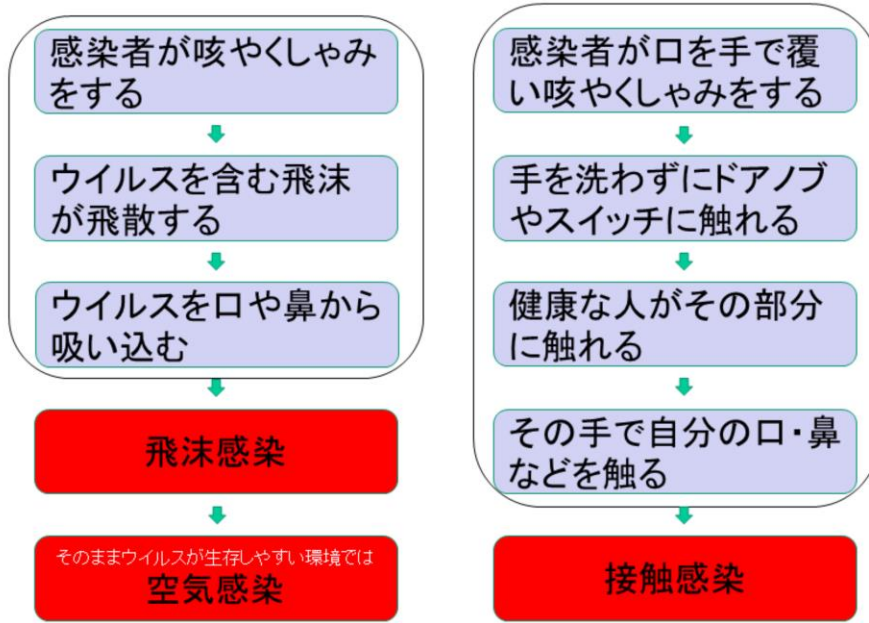 感染者が咳やくしゃみ
をする
ウイルスを含む飛沫
が飛散する
ウイルスを口や鼻から
吸い込む
飛沫感染
そのままウイルスが生存しやすい環境では
空気感染
感染者が口を手で覆
い咳やくしゃみをする
手を洗わずにドアノブ
やスイッチに触れる
健康な人がその部分
に触れる
その手で自分の口・鼻
などを触る
接触感染